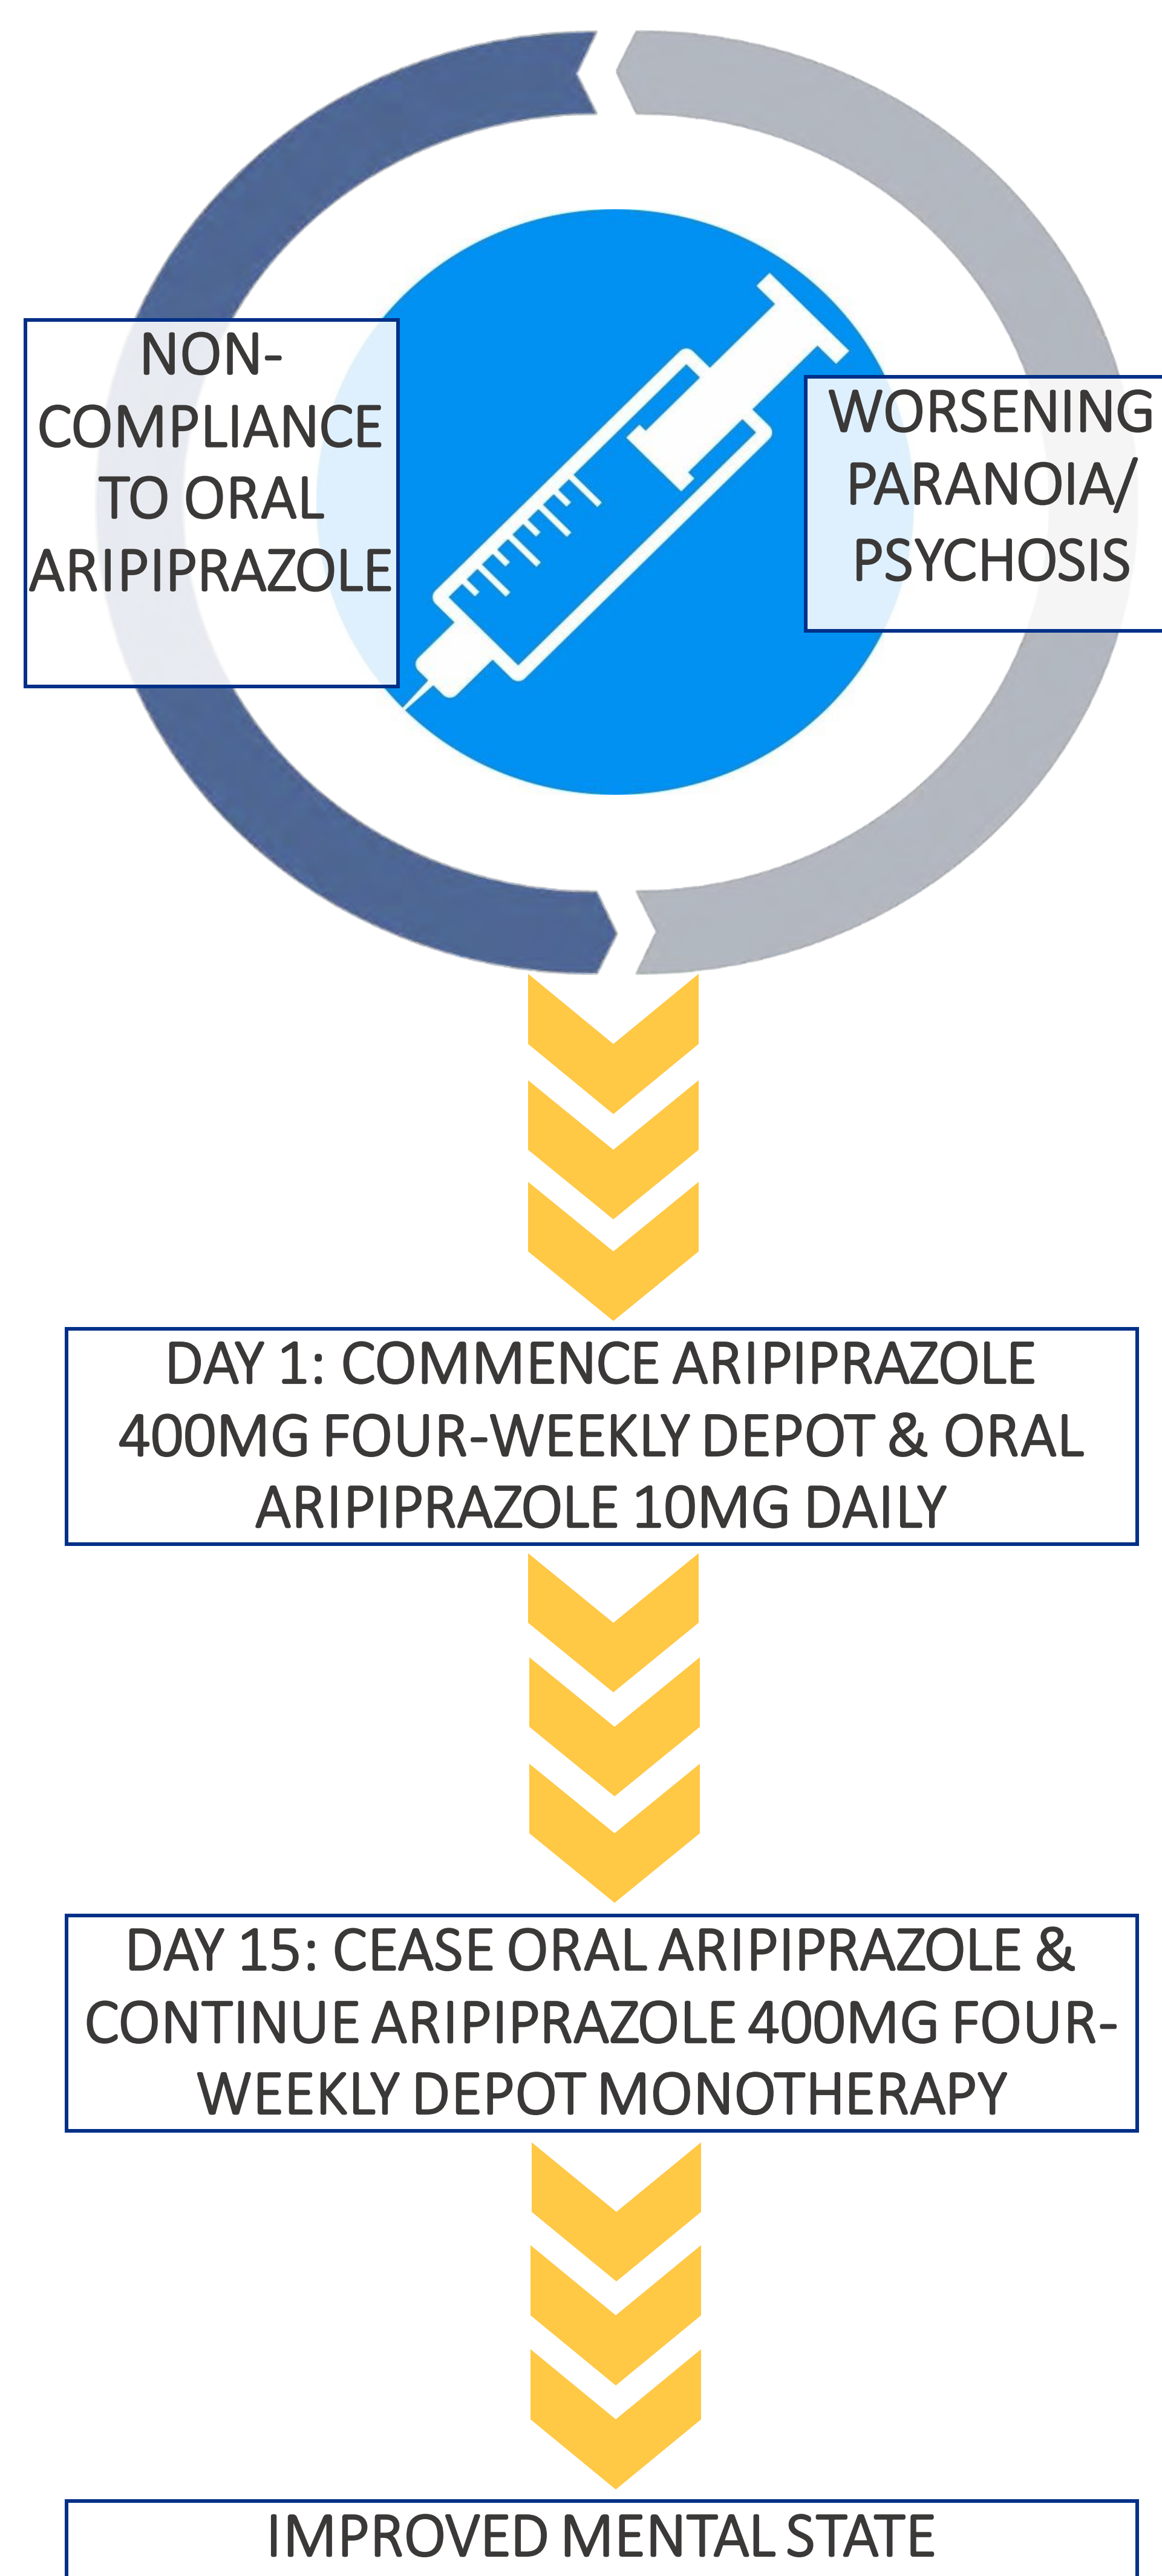 NON-
COMPLIANCE
TO ORAL
ARIPIPRAZOLE
WORSENING
PARANOIA/
PSYCHOSIS
DAY 1: COMMENCE ARIPIPRAZOLE
400MG FOUR-WEEKLY DEPOT & ORAL
ARIPIPRAZOLE 10MG DAILY
DAY 15: CEASE ORAL ARIPIPRAZOLE &
CONTINUE ARIPIPRAZOLE 400MG FOUR-
WEEKLY DEPOT MONOTHERAPY
IMPROVED MENTAL STATE